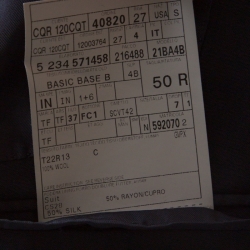 CQR 120CQT 40820 27 USA S
CQR 120CQT 12003764 27 4 IT
5 234 571458 216488 21BA4B
BASIC BASE B 4B 50 R
IN IN 1+6
TF TF 37 FC1 SCVT42 7 1
TF N 592070 2
T22R13 C
100% WOOL
50% RAYON/CUPRO
50% SILK